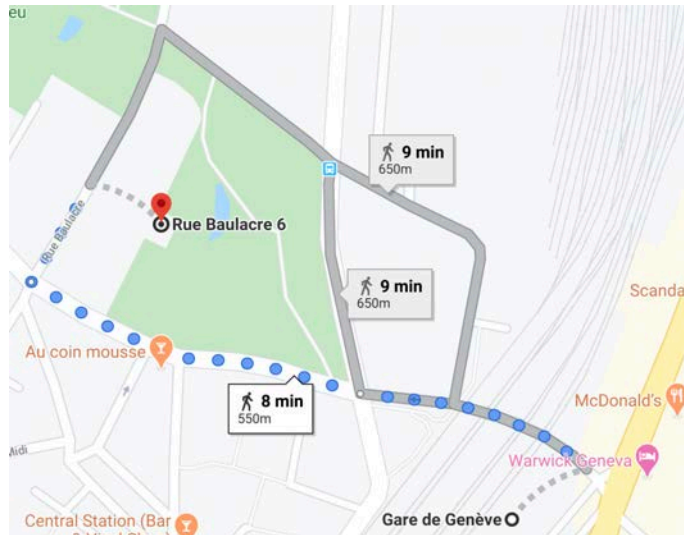 eu
9 min
650m
Rue Baulacre 6
Rue Baulacre
9 min
650m
Scanda
Au coin mousse
8 min
550m
McDonald's
Warwick Geneva
Midi
Gare de Genève
Central Station (Bar